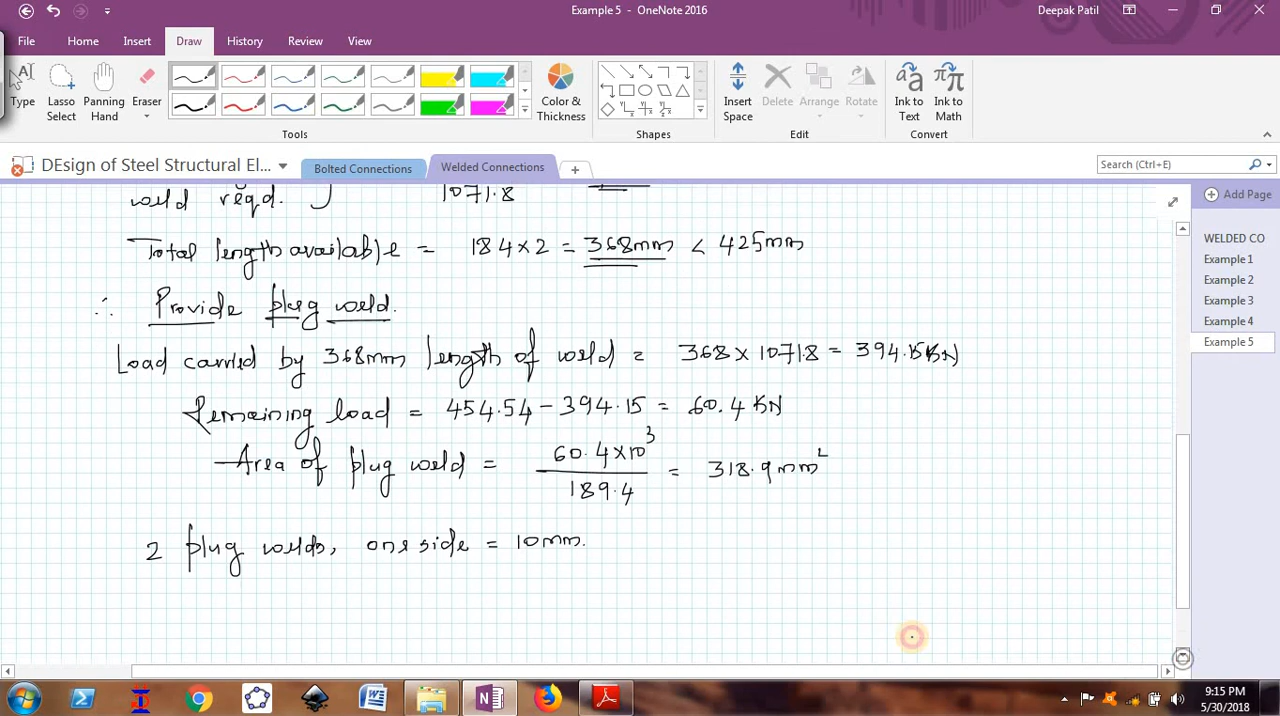 Example 5 - OneNote 2016
Deepak Patil
File Home Insert Draw History Review View
Type
Lasso Select
Panning Hand
Eraser
Color & Thickness
Insert Space
Delete
Arrange
Rotate
Ink to Text
Ink to Math
Tools
Shapes
Edit
Convert
DEsign of Steel Structural El...
Bolted Connections
Welded Connections
Search (Ctrl+E)
Add Page
WELDED CO
Example 1
Example 2
Example 3
Example 4
Example 5
weld reqd. 1071.8
Total length available = 184×2 = 368mm < 425mm
∴ Provide plug weld.
Load carried by 368mm length of weld = 368×1071.8 = 394.15KN
Remaining load = 454.54-394.15 = 60.4 KN
Area of plug weld = 60.4×10³ / 189.4 = 318.9mm²
2 plug welds, one side = 10mm.
9:15 PM
5/30/2018